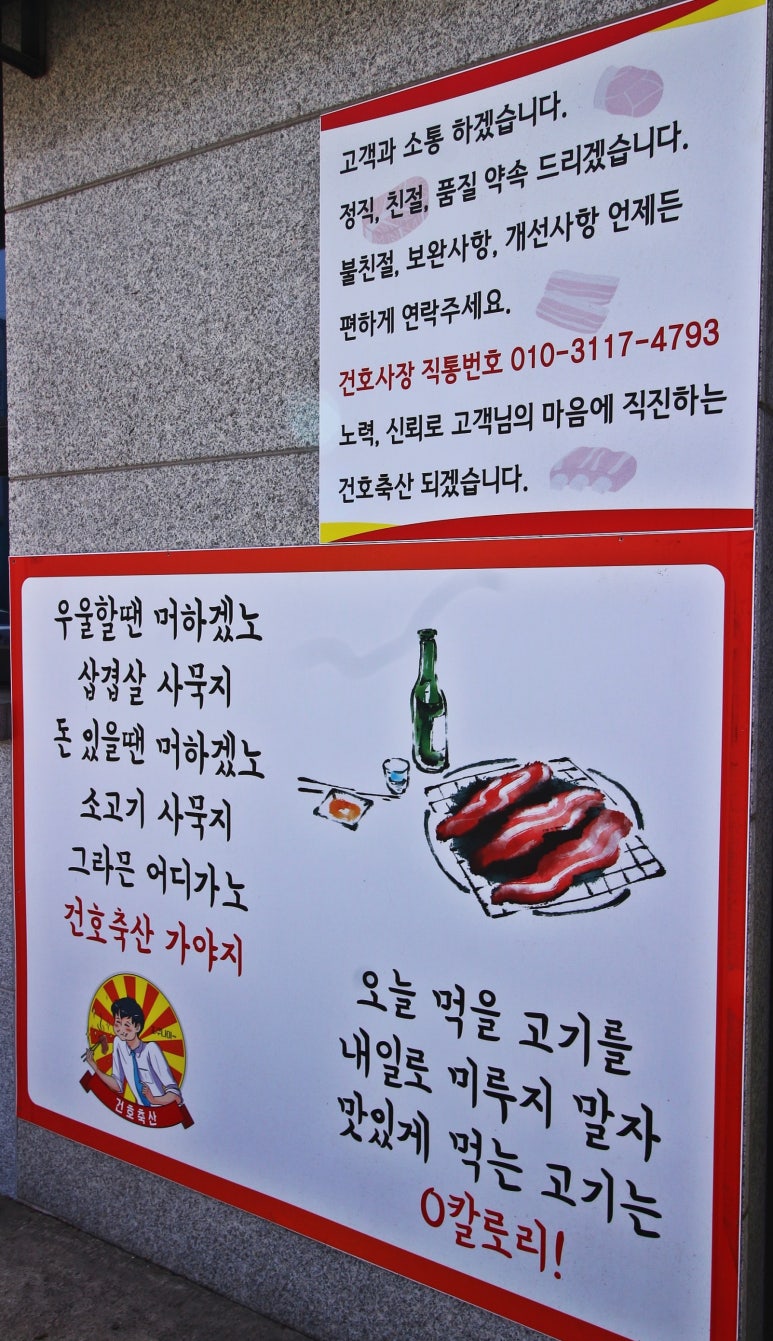 고객과 소통 하겠습니다.
정직, 친절, 품질 약속 드리겠습니다.
불친절, 보완사항, 개선사항 언제든
편하게 연락주세요.
건호사장 직통번호 010-3117-4793
노력, 신뢰로 고객님의 마음에 직진하는
건호축산 되겠습니다.
우울할땐 머하겠노
삽겹살 사묵지
돈 있을땐 머하겠노
소고기 사묵지
그라믄 어디가노
건호축산 가야지
건호축산
오늘 먹을 고기를
내일로 미루지 말자
맛있게 먹는 고기는
0칼로리!